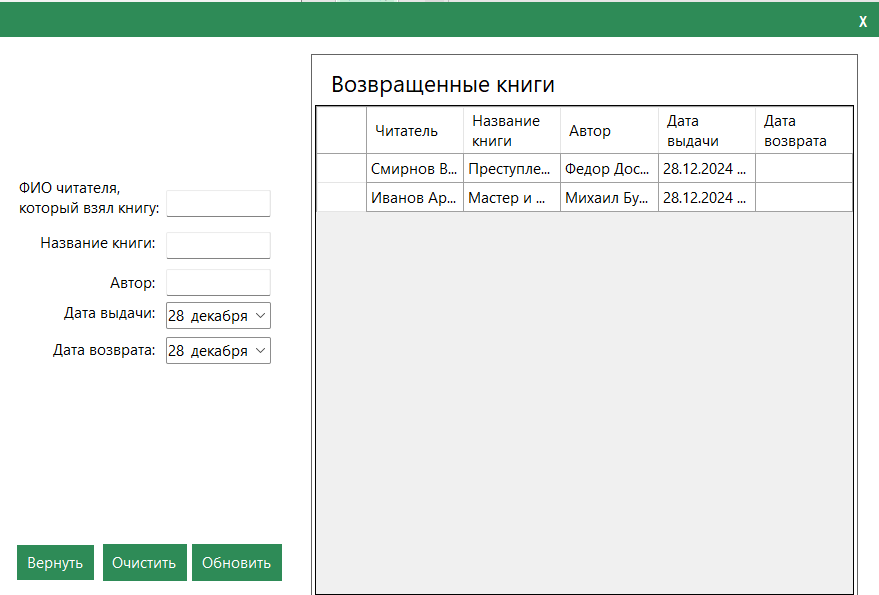 X
ФИО читателя,
который взял книгу:
Название книги:
Автор:
Дата выдачи:
28 декабря
Дата возврата:
28 декабря
Вернуть
Очистить
Обновить
Возвращенные книги
Читатель
Название
книги
Автор
Дата
выдачи
Дата
возврата
Смирнов В... Преступле... Федор Дос... 28.12.2024 ...
Иванов Ар... Мастер и ... Михаил Бу... 28.12.2024 ...